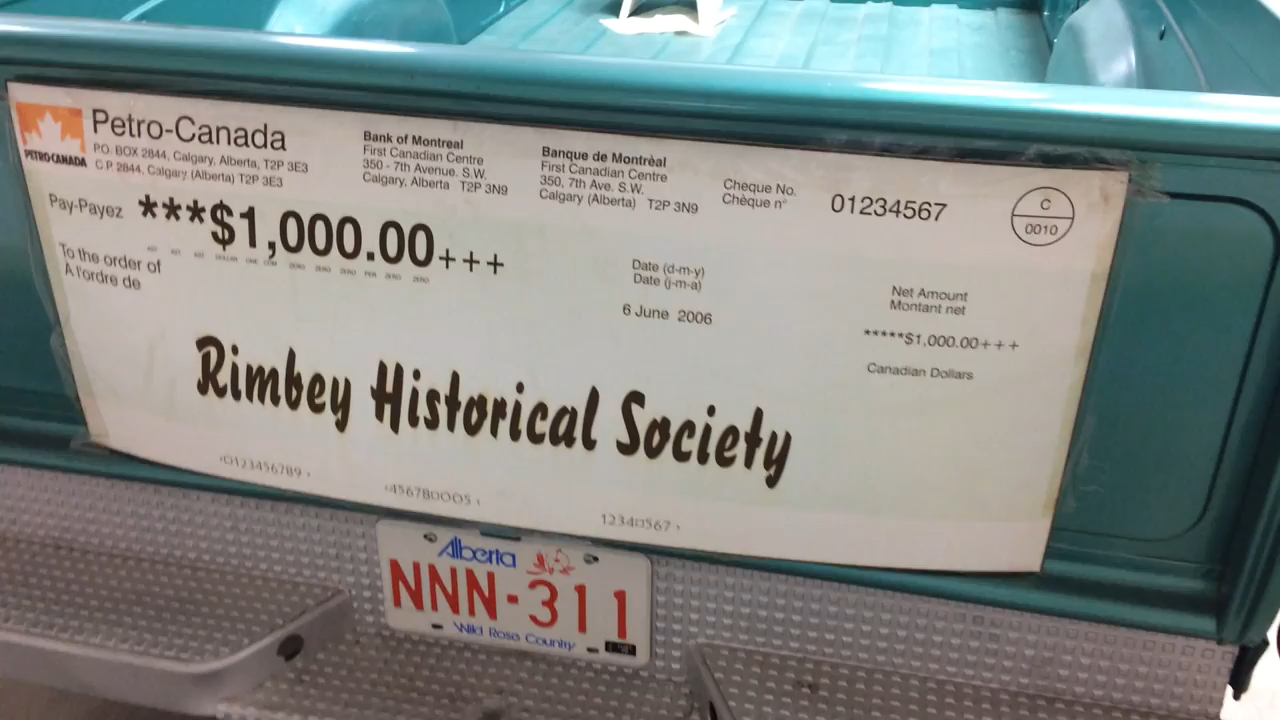 Petro-Canada
PETRO-CANADA
P.O. BOX 2844, Calgary, Alberta, T2P 3E3
C.P. 2844, Calgary (Alberta) T2P 3E3
Bank of Montreal
First Canadian Centre
350 - 7th Avenue. S.W.
Calgary, Alberta T2P 3N9
Banque de Montrèal
First Canadian Centre
350, 7th Ave. S.W.
Calgary (Alberta) T2P 3N9
Cheque No.
Chèque n°
01234567
C
0010
Pay-Payez ***$1,000.00+++
To the order of
A l'ordre de
Date (d-m-y)
Date (j-m-a)
6 June 2006
Net Amount
Montant net
*****$1,000.00+++
Canadian Dollars
Rimbey Historical Society
0123456789
12340567
Alberta
NNN-311
Wild Rose Country